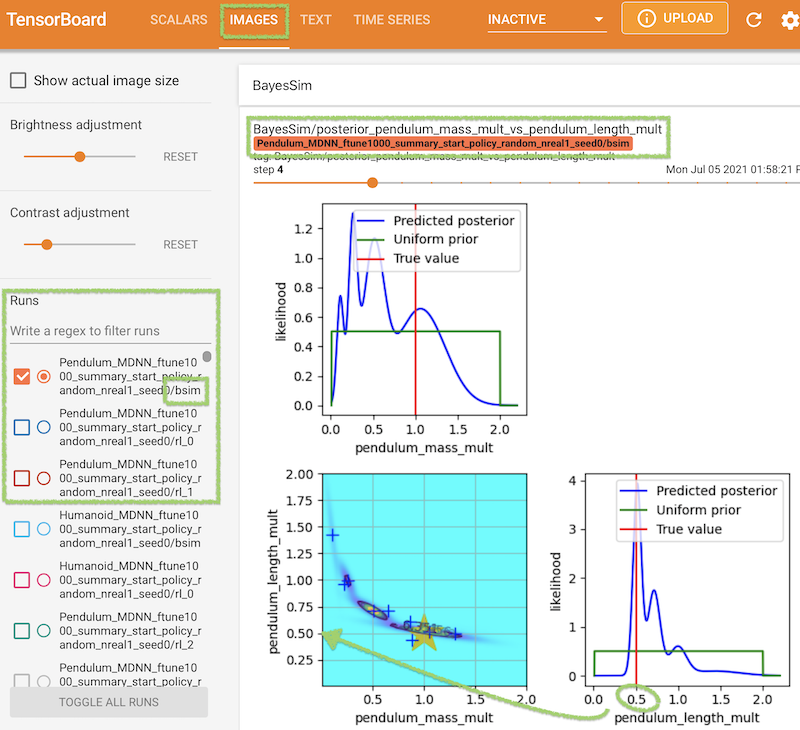 TensorBoard
SCALARS
IMAGES
TEXT
TIME SERIES
INACTIVE
UPLOAD
Show actual image size
Brightness adjustment
RESET
Contrast adjustment
RESET
Runs
Write a regex to filter runs
Pendulum_MDNN_ftune10
00_summary_start_policy_r
andom_nreal1_seed0/bsim
Pendulum_MDNN_ftune10
00_summary_start_policy_r
andom_nreal1_seed0/rl_0
Pendulum_MDNN_ftune10
00_summary_start_policy_r
andom_nreal1_seed0/rl_1
Humanoid_MDNN_ftune10
00_summary_start_policy_r
andom_nreal1_seed0/bsim
Humanoid_MDNN_ftune10
00_summary_start_policy_r
andom_nreal1_seed0/rl_0
Pendulum_MDNN_ftune10
00_summary_start_policy_r
andom_nreal1_seed0/rl_2
Pendulum_MDNN_ftune10
00_summary_start_policy_r
TOGGLE ALL RUNS
BayesSim
BayesSim/posterior_pendulum_mass_mult_vs_pendulum_length_mult
Pendulum_MDNN_ftune1000_summary_start_policy_random_nreal1_seed0/bsim
tag: BayesSim/posterior_pendulum_mass_mult_vs_pendulum_length_mult
step 4
Mon Jul 05 2021 01:58:21 P
Predicted posterior
Uniform prior
True value
likelihood
1.2
1.0
0.8
0.6
0.4
0.2
0.0
0.0 0.5 1.0 1.5 2.0
pendulum_mass_mult
pendulum_length_mult
2.00
1.75
1.50
1.25
1.00
0.75
0.50
0.25
0.5 1.0 1.5 2.0
pendulum_mass_mult
Predicted posterior
Uniform prior
True value
likelihood
4
3
2
1
0
0.0 0.5 1.0 1.5 2.0
pendulum_length_mult